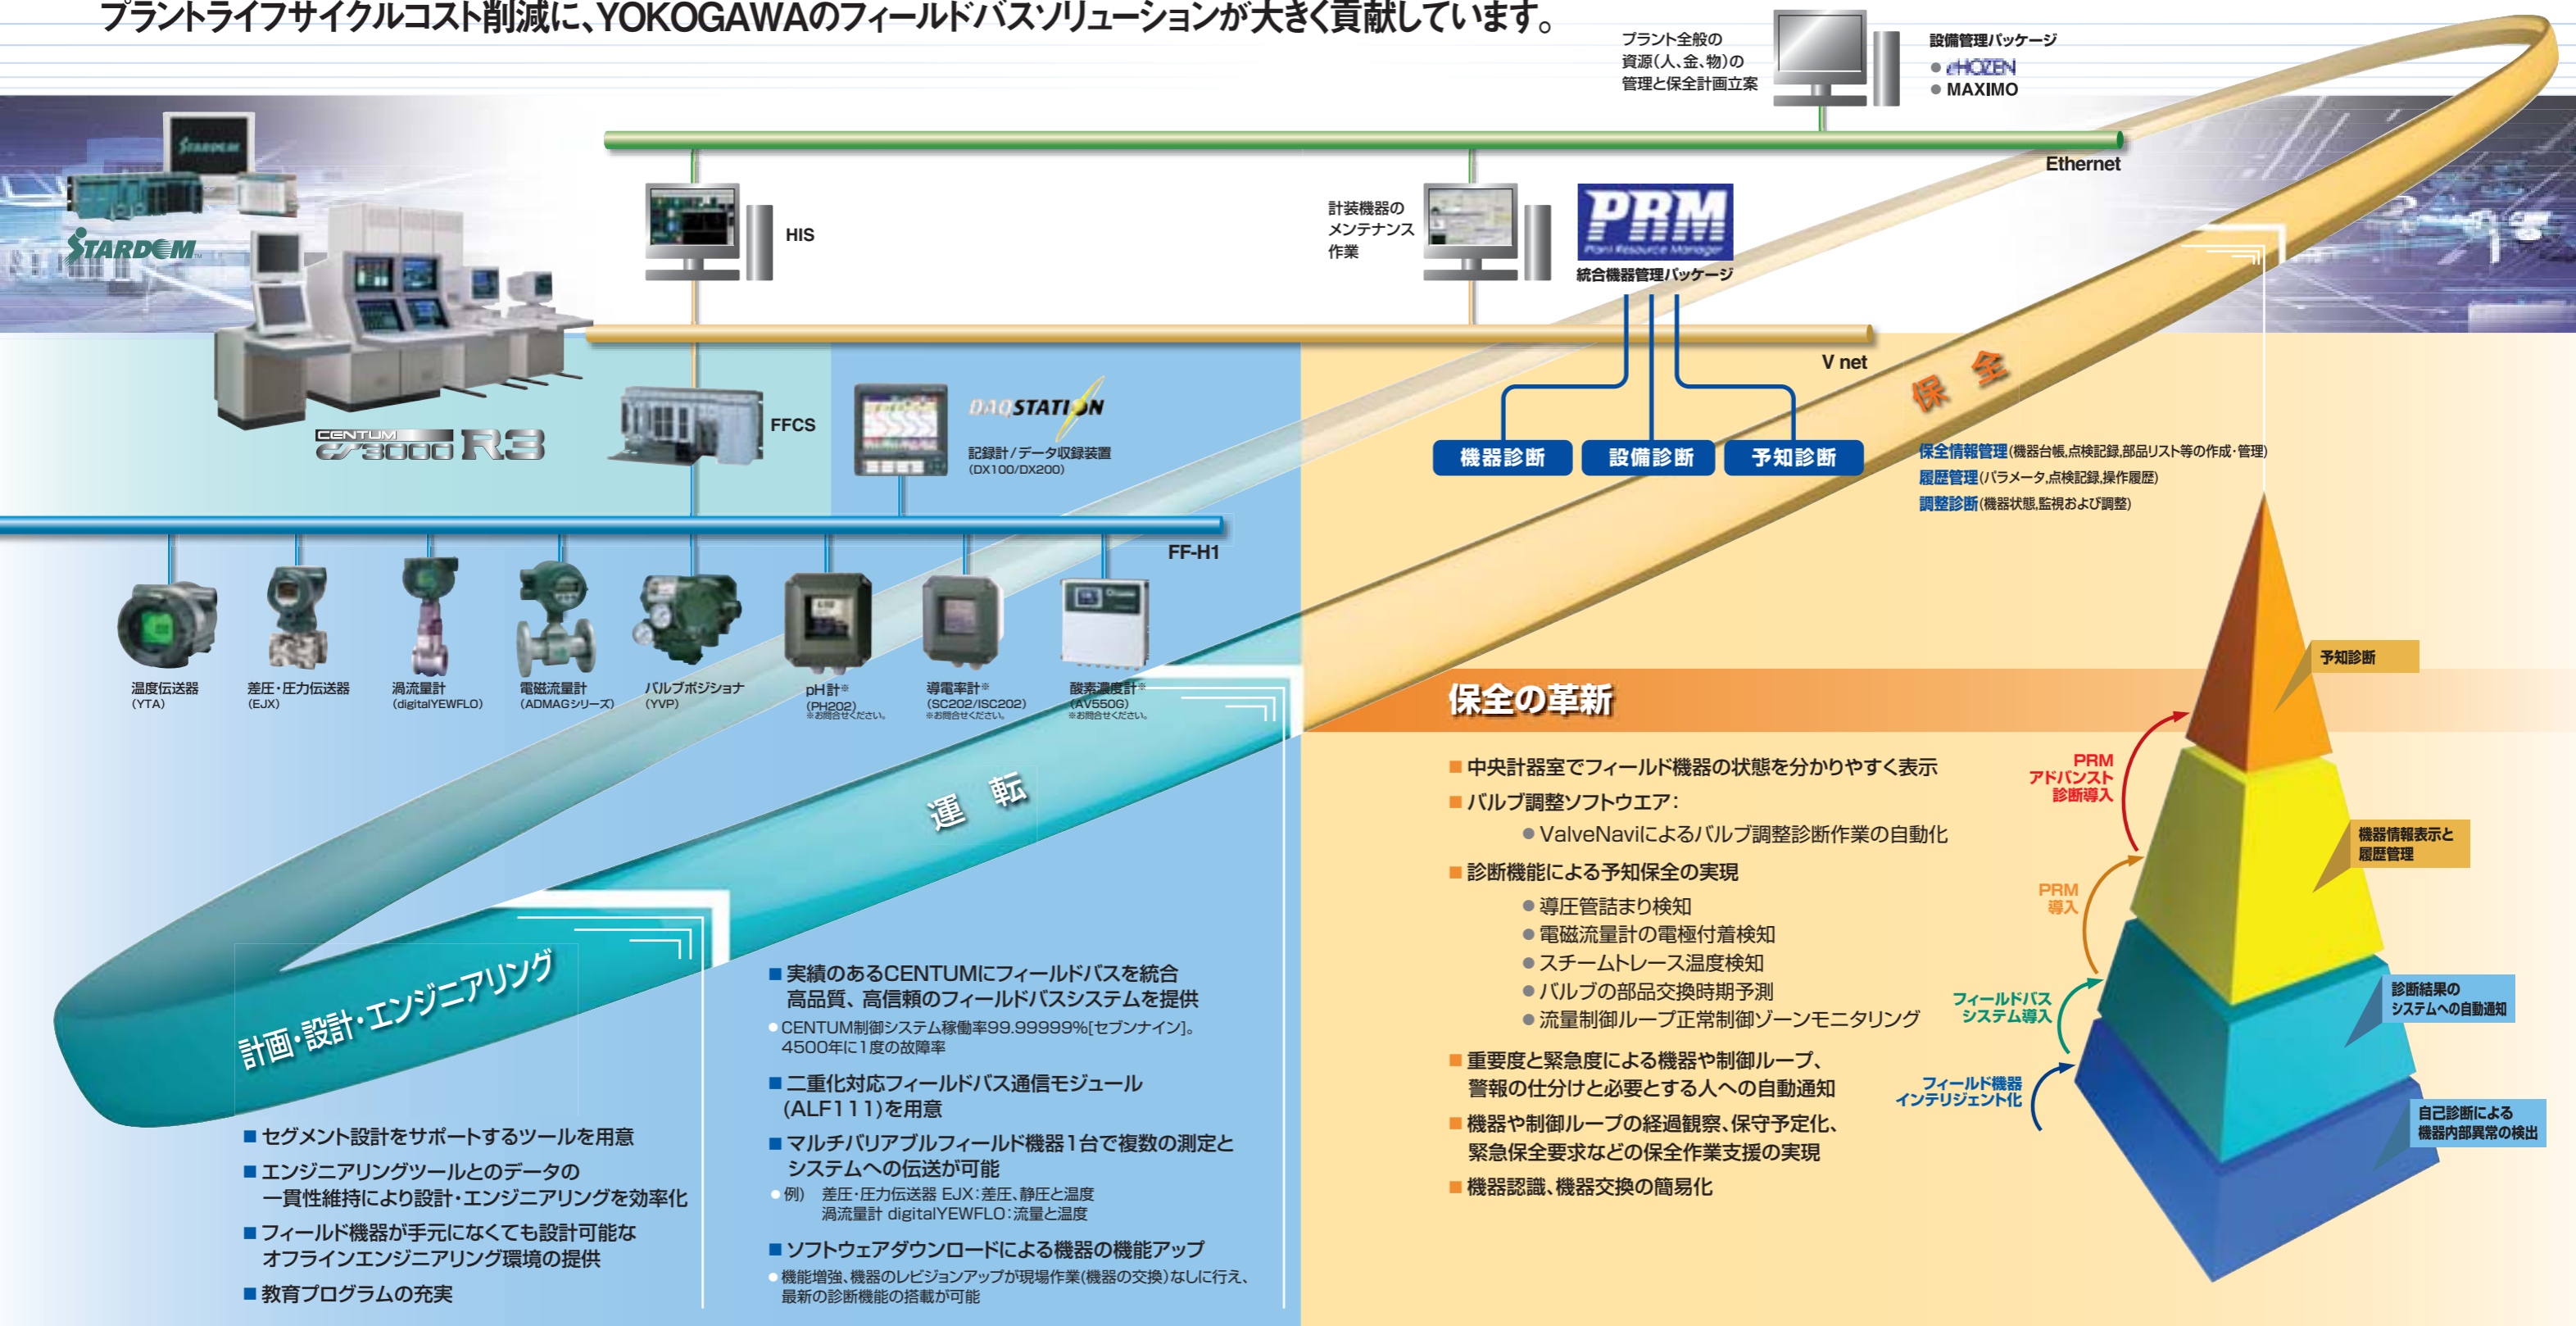 プラントライフサイクルコスト削減に、YOKOGAWAのフィールドバスソリューションが大きく貢献しています。
プラント全般の
資源(人、金、物)の
管理と保全計画立案
設備管理パッケージ
● eHOZEN
● MAXIMO
Ethernet
STARDOM
STARDOM
HIS
計装機器の
メンテナンス
作業
PRM
Plant Resource Manager
統合機器管理パッケージ
V net
CENTUM
CS 3000 R3
FFCS
DAQSTATION
記録計/データ収録装置
(DX100/DX200)
機器診断
設備診断
予知診断
保全
保全情報管理(機器台帳,点検記録,部品リスト等の作成・管理)
履歴管理(パラメータ,点検記録,操作履歴)
調整診断(機器状態,監視および調整)
FF-H1
温度伝送器
(YTA)
差圧・圧力伝送器
(EJX)
渦流量計
(digitalYEWFLO)
電磁流量計
(ADMAGシリーズ)
バルブポジショナ
(YVP)
pH計※
(PH202)
※お問合せください。
導電率計※
(SC202/ISC202)
※お問合せください。
酸素濃度計※
(AV550G)
※お問合せください。
計画・設計・エンジニアリング
■ セグメント設計をサポートするツールを用意
■ エンジニアリングツールとのデータの
一貫性維持により設計・エンジニアリングを効率化
■ フィールド機器が手元になくても設計可能な
オフラインエンジニアリング環境の提供
■ 教育プログラムの充実
運転
■ 実績のあるCENTUMにフィールドバスを統合
高品質、高信頼のフィールドバスシステムを提供
● CENTUM制御システム稼働率99.99999%[セブンナイン]。
4500年に1度の故障率
■ 二重化対応フィールドバス通信モジュール
(ALF111)を用意
■ マルチバリアブルフィールド機器1台で複数の測定と
システムへの伝送が可能
● 例) 差圧・圧力伝送器 EJX:差圧、静圧と温度
渦流量計 digitalYEWFLO:流量と温度
■ ソフトウェアダウンロードによる機器の機能アップ
● 機能増強、機器のレビジョンアップが現場作業(機器の交換)なしに行え、
最新の診断機能の搭載が可能
保全の革新
■ 中央計器室でフィールド機器の状態を分かりやすく表示
■ バルブ調整ソフトウエア:
● ValveNaviによるバルブ調整診断作業の自動化
■ 診断機能による予知保全の実現
● 導圧管詰まり検知
● 電磁流量計の電極付着検知
● スチームトレース温度検知
● バルブの部品交換時期予測
● 流量制御ループ正常制御ゾーンモニタリング
■ 重要度と緊急度による機器や制御ループ、
警報の仕分けと必要とする人への自動通知
■ 機器や制御ループの経過観察、保守予定化、
緊急保全要求などの保全作業支援の実現
■ 機器認識、機器交換の簡易化
予知診断
PRM
アドバンスト
診断導入
機器情報表示と
履歴管理
PRM
導入
診断結果の
システムへの自動通知
フィールドバス
システム導入
フィールド機器
インテリジェント化
自己診断による
機器内部異常の検出